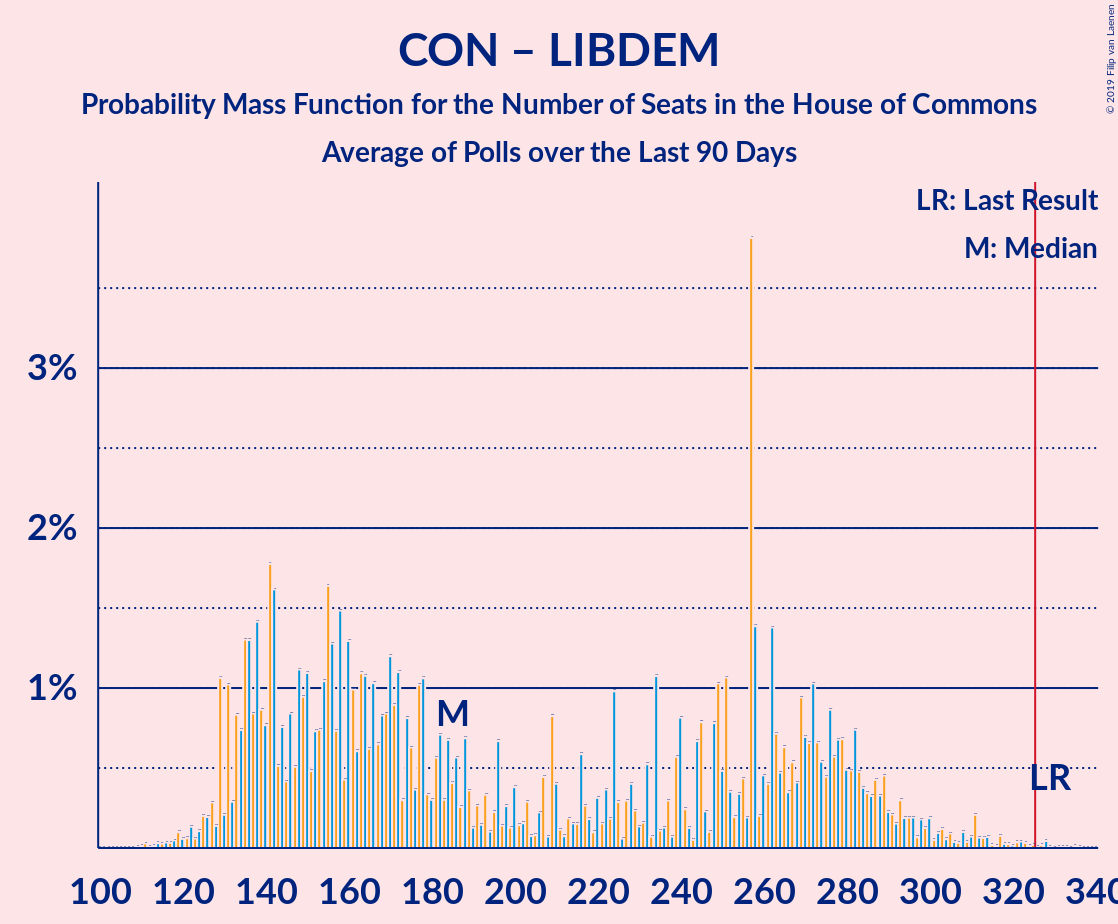 CON – LIBDEM
Probability Mass Function for the Number of Seats in the House of Commons
Average of Polls over the Last 90 Days
© 2019 Filip van Laenen
LR: Last Result
M: Median
3%
2%
1%
M
LR
100 120 140 160 180 200 220 240 260 280 300 320 340